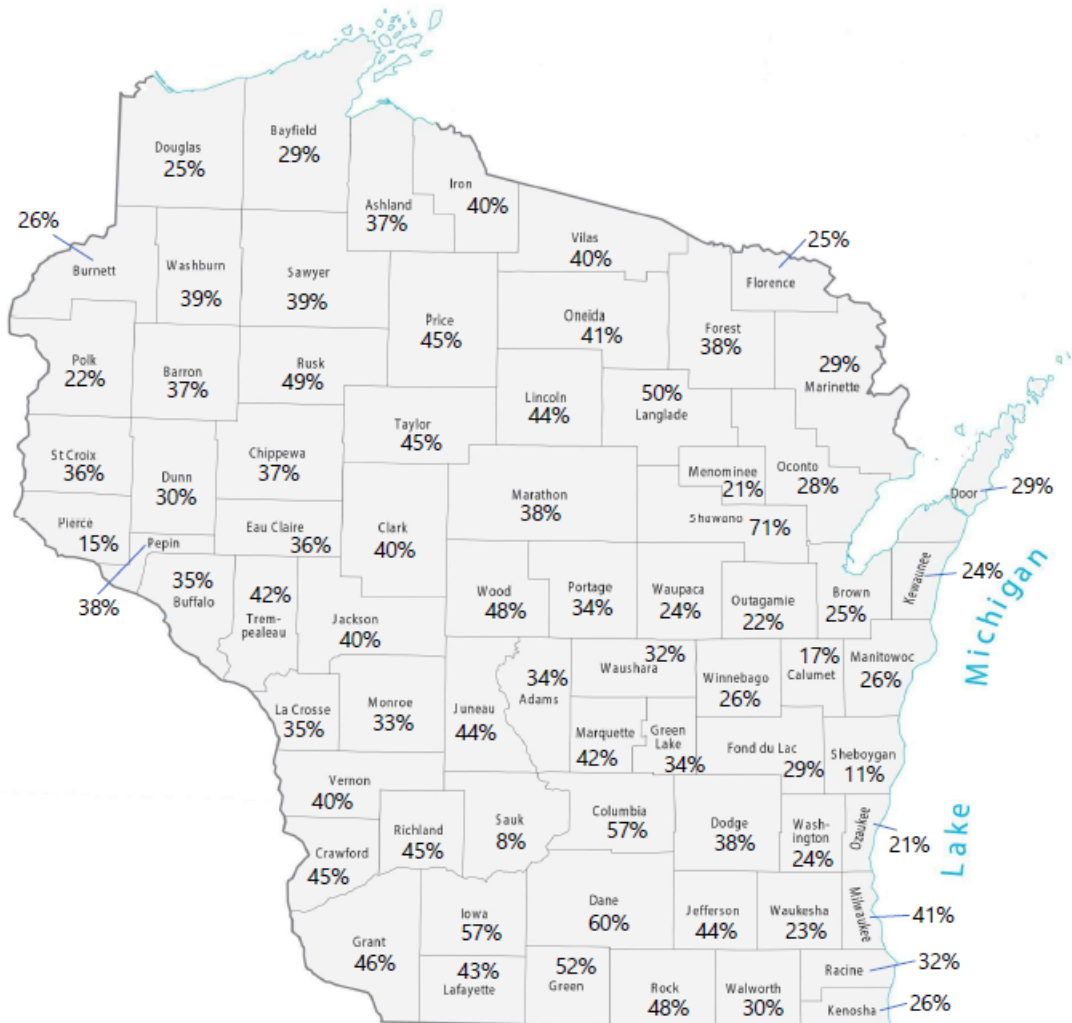 Bayfield
29%
Douglas
25%
Iron
40%
Ashland
37%
26%
Burnett
Vilas
40%
25%
Florence
Washburn
39%
Sawyer
39%
Price
45%
Oneida
41%
Forest
38%
29%
Marinette
Polk
22%
Barron
37%
Rusk
49%
Lincoln
44%
50%
Langlade
Taylor
45%
St Croix
36%
Dunn
30%
Chippewa
37%
Marathon
38%
Menominee
21%
Oconto
28%
Door
29%
Shawano
71%
Pierce
15%
Pepin
38%
Eau Claire
36%
Clark
40%
35%
Buffalo
42%
Trem-
pealeau
Jackson
40%
Wood
48%
Portage
34%
Waupaca
24%
Outagamie
22%
Brown
25%
Kewaunee
24%
32%
Waushara
34%
Adams
Winnebago
26%
17%
Calumet
Manitowoc
26%
La Crosse
35%
Monroe
33%
Juneau
44%
Marquette
42%
Green
Lake
34%
Fond du Lac
29%
Sheboygan
11%
Vernon
40%
Richland
45%
Sauk
8%
Columbia
57%
Dodge
38%
Wash-
ington
24%
Ozaukee
21%
Crawford
45%
Grant
46%
Iowa
57%
Dane
60%
Jefferson
44%
Waukesha
23%
Milwaukee
41%
43%
Lafayette
52%
Green
Rock
48%
Walworth
30%
Racine
32%
Kenosha
26%
Lake Michigan